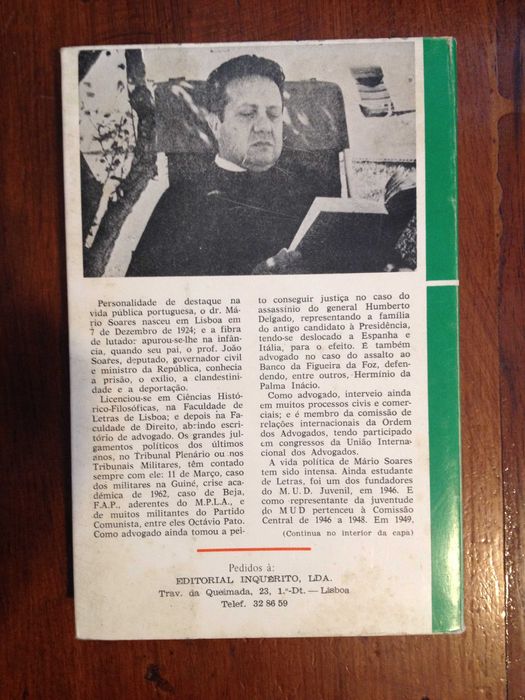 Personalidade de destaque na
vida pública portuguesa, o dr. Má-
rio Soares nasceu em Lisboa em
7 de Dezembro de 1924; e a fibra
de lutador apurou-se-lhe na infân-
cia, quando seu pai, o prof. João
Soares, deputado, governador civil
e ministro da República, conhecia
a prisão, o exílio, a clandestini-
dade e a deportação.
Licenciou-se em Ciências Histó-
rico-Filosóficas, na Faculdade de
Letras de Lisboa; e depois na Fa-
culdade de Direito, abrindo escri-
tório de advogado. Os grandes jul-
gamentos políticos dos últimos
anos, no Tribunal Plenário ou nos
Tribunais Militares, têm contado
sempre com ele: 11 de Março, caso
dos militares na Guiné, crise aca-
démica de 1962, caso de Beja,
F.A.P., aderentes do M.P.L.A., e
de muitos militantes do Partido
Comunista, entre eles Octávio Pato.
Como advogado ainda tomou a pei-
to conseguir justiça no caso do
assassínio do general Humberto
Delgado, representando a família
do antigo candidato à Presidência,
tendo-se deslocado a Espanha e
Itália, para o efeito. É também
advogado no caso do assalto ao
Banco da Figueira da Foz, defen-
dendo, entre outros, Hermínio da
Palma Inácio.
Como advogado, interveio ainda
em muitos processos civis e comer-
ciais; e é membro da comissão de
relações internacionais da Ordem
dos Advogados, tendo participado
em congressos da União Interna-
cional dos Advogados.
A vida política de Mário Soares
tem sido intensa. Ainda estudante
de Letras, foi um dos fundadores
do M. U. D. Juvenil, em 1946. E
como representante da juventude
do M U D pertenceu à Comissão
Central de 1946 a 1948. Em 1949,
(Continua no interior da capa)
Pedidos à:
EDITORIAL INQUÉRITO, LDA.
Trav. da Queimada, 23, 1.º-Dt. — Lisboa
Telef. 32 86 59